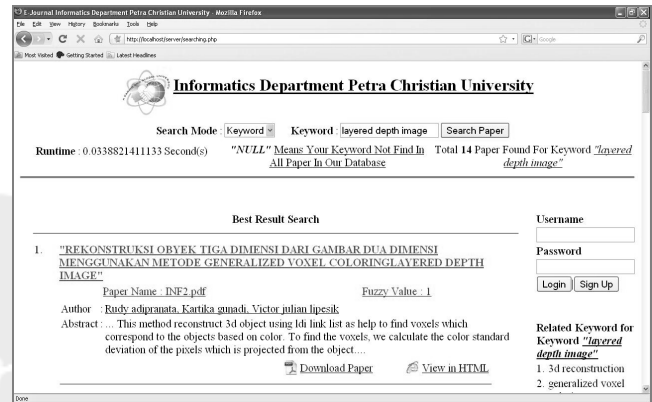 E-Journal Informatics Department Petra Christian University - Mozilla Firefox
File Edit View History Bookmarks Tools Help
http://localhost/server/searching.php
Google
Most Visited Getting Started Latest Headlines
Informatics Department Petra Christian University
Search Mode : Keyword Keyword : layered depth image Search Paper
Runtime : 0.0338821411133 Second(s) "NULL" Means Your Keyword Not Find In All Paper In Our Database Total 14 Paper Found For Keyword "layered depth image"
Best Result Search
1. "REKONSTRUKSI OBYEK TIGA DIMENSI DARI GAMBAR DUA DIMENSI
MENGGUNAKAN METODE GENERALIZED VOXEL COLORINGLAYERED DEPTH
IMAGE"
Paper Name : INF2.pdf Fuzzy Value : 1
Author : Rudy adipranata, Kartika gunadi, Victor julian lipesik
Abstract : ... This method reconstruct 3d object using ldi link list as help to find voxels which
correspond to the objects based on color. To find the voxels, we calculate the color standard
deviation of the pixels which is projected from the object....
Download Paper View in HTML
Username
Password
Login Sign Up
Related Keyword for
Keyword "layered
depth image"
1. 3d reconstruction
2. generalized voxel
Done